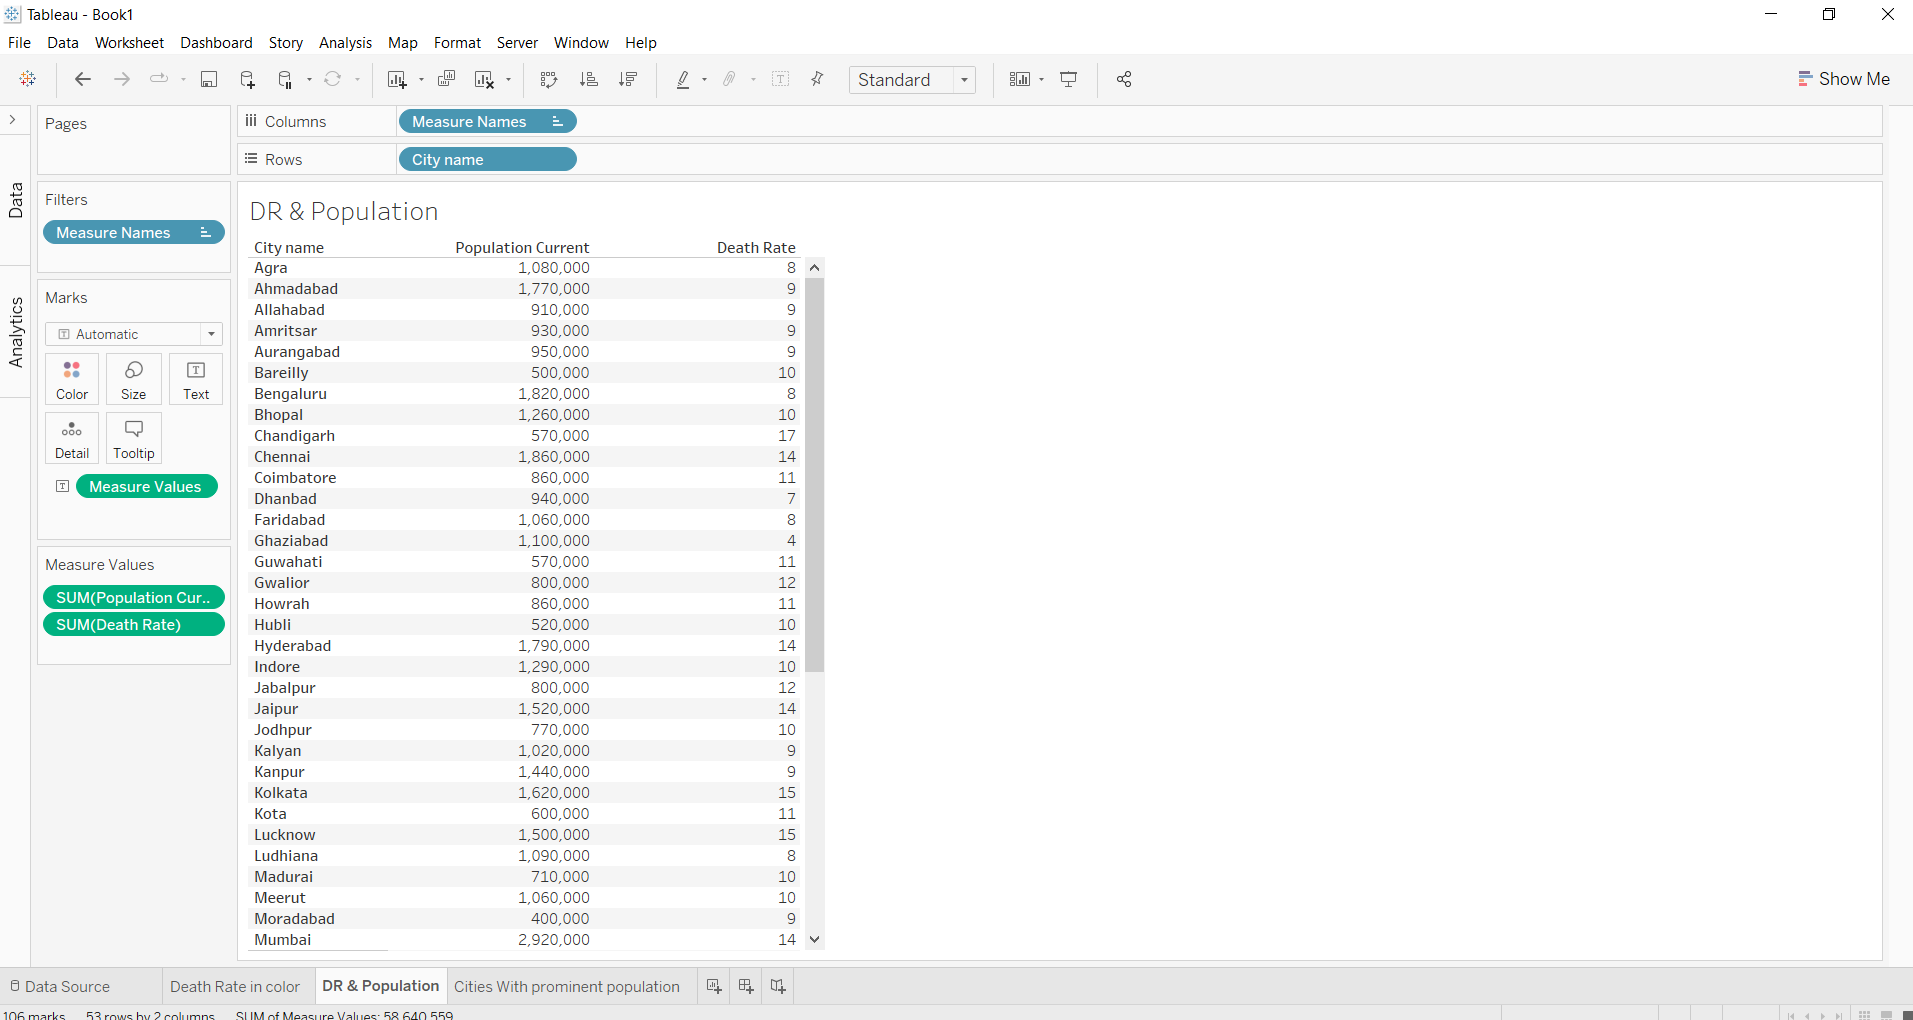 Tableau - Book1
File Data Worksheet Dashboard Story Analysis Map Format Server Window Help
Standard Show Me
Pages
Columns Measure Names
Rows City name
Data
Analytics
Filters
Measure Names
Marks
Automatic
Color Size Text
Detail Tooltip
Measure Values
Measure Values
SUM(Population Cur..
SUM(Death Rate)
DR & Population
City name Population Current Death Rate
Agra 1,080,000 8
Ahmadabad 1,770,000 9
Allahabad 910,000 9
Amritsar 930,000 9
Aurangabad 950,000 9
Bareilly 500,000 10
Bengaluru 1,820,000 8
Bhopal 1,260,000 10
Chandigarh 570,000 17
Chennai 1,860,000 14
Coimbatore 860,000 11
Dhanbad 940,000 7
Faridabad 1,060,000 8
Ghaziabad 1,100,000 4
Guwahati 570,000 11
Gwalior 800,000 12
Howrah 860,000 11
Hubli 520,000 10
Hyderabad 1,790,000 14
Indore 1,290,000 10
Jabalpur 800,000 12
Jaipur 1,520,000 14
Jodhpur 770,000 10
Kalyan 1,020,000 9
Kanpur 1,440,000 9
Kolkata 1,620,000 15
Kota 600,000 11
Lucknow 1,500,000 15
Ludhiana 1,090,000 8
Madurai 710,000 10
Meerut 1,060,000 10
Moradabad 400,000 9
Mumbai 2,920,000 14
Data Source Death Rate in color DR & Population Cities With prominent population
106 marks 53 rows by 2 columns SUM of Measure Values: 58,640,559